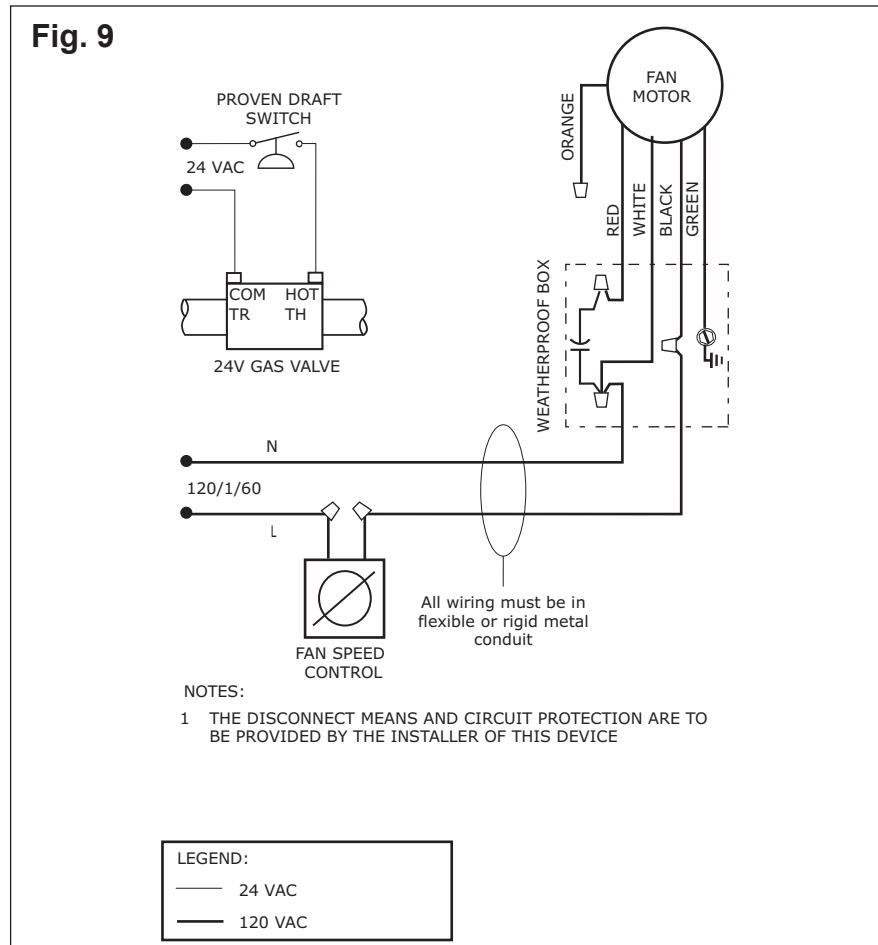 Fig. 9
PROVEN DRAFT
SWITCH
24 VAC
COM HOT
TR TH
24V GAS VALVE
FAN
MOTOR
ORANGE
RED
WHITE
BLACK
GREEN
WEATHERPROOF BOX
N
120/1/60
L
FAN SPEED
CONTROL
All wiring must be in
flexible or rigid metal
conduit
NOTES:
1 THE DISCONNECT MEANS AND CIRCUIT PROTECTION ARE TO
BE PROVIDED BY THE INSTALLER OF THIS DEVICE
LEGEND:
24 VAC
120 VAC